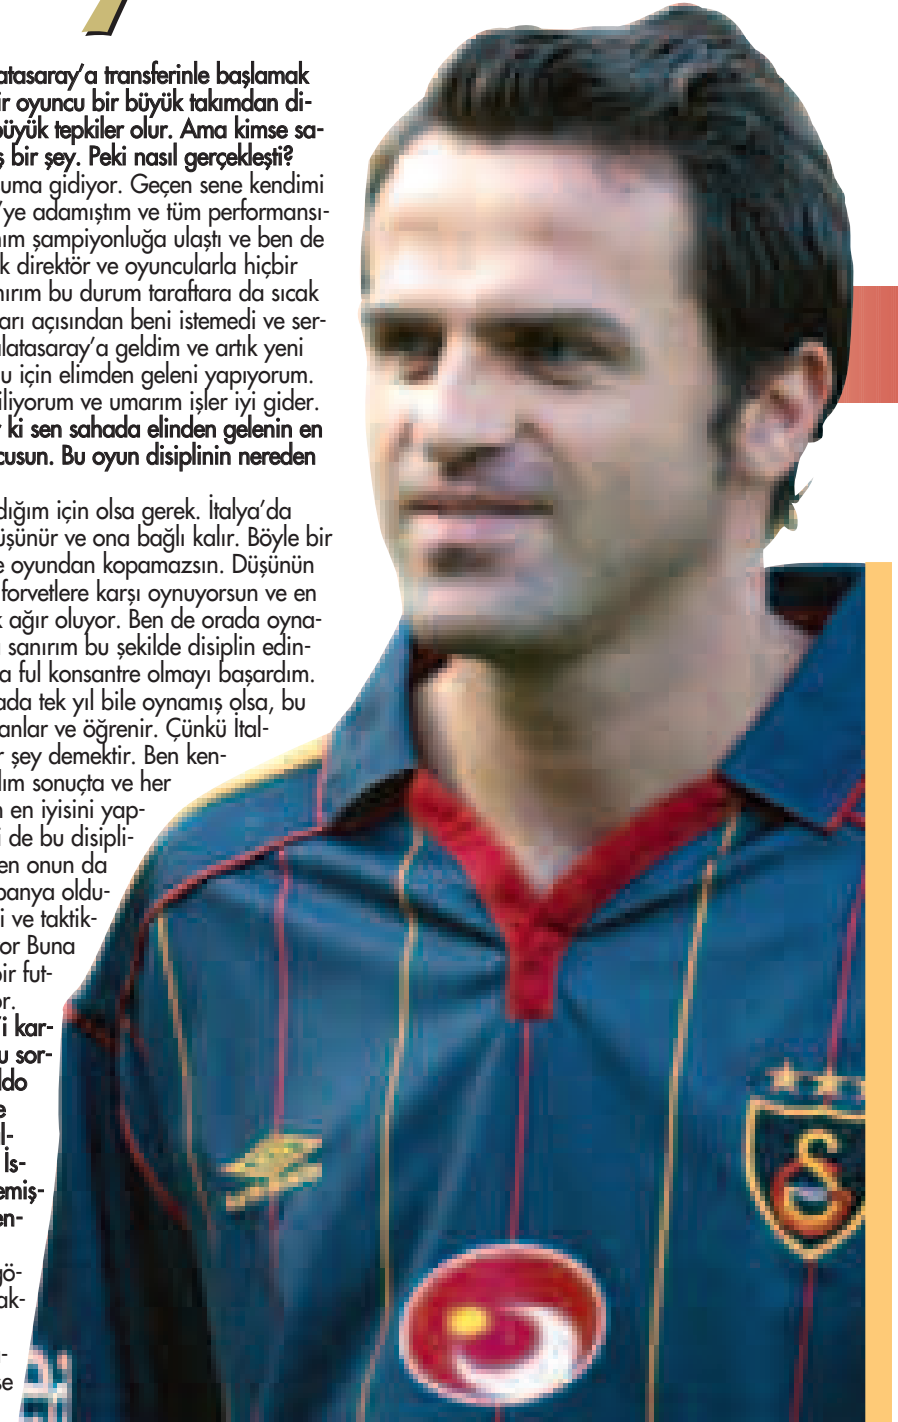 atasaray'a transferinle başlamak
ir oyuncu bir büyük takımdan di-
büyük tepkiler olur. Ama kimse sa-
ş bir şey. Peki nasıl gerçekleşti?
uma gidiyor. Geçen sene kendimi
'ye adamıştım ve tüm performansı-
ım şampiyonluğa ulaştı ve ben de
k direktör ve oyuncularla hiçbir
nırım bu durum taraftara da sıcak
arı açısından beni istemedi ve ser-
alatasaray'a geldim ve artık yeni
u için elimden geleni yapıyorum.
iliyorum ve umarım işler iyi gider.
r ki sen sahada elinden gelenin en
cusun. Bu oyun disiplinin nereden
dığım için olsa gerek. İtalya'da
üşünür ve ona bağlı kalır. Böyle bir
e oyundan kopamazsın. Düşünün
forvetlere karşı oynuyorsun ve en
k ağır oluyor. Ben de orada oyna-
sanırım bu şekilde disiplin edin-
a ful konsantre olmayı başardım.
ada tek yıl bile oynamış olsa, bu
anlar ve öğrenir. Çünkü İtal-
r şey demektir. Ben ken-
lım sonuçta ve her
n en iyisini yap-
i de bu disipli-
en onun da
panya oldu-
i ve taktik-
or Buna
bir fut-
or.
'i kar-
u sor-
ldo
e
l-
İs-
emiş-
en-
gö-
ak-
se